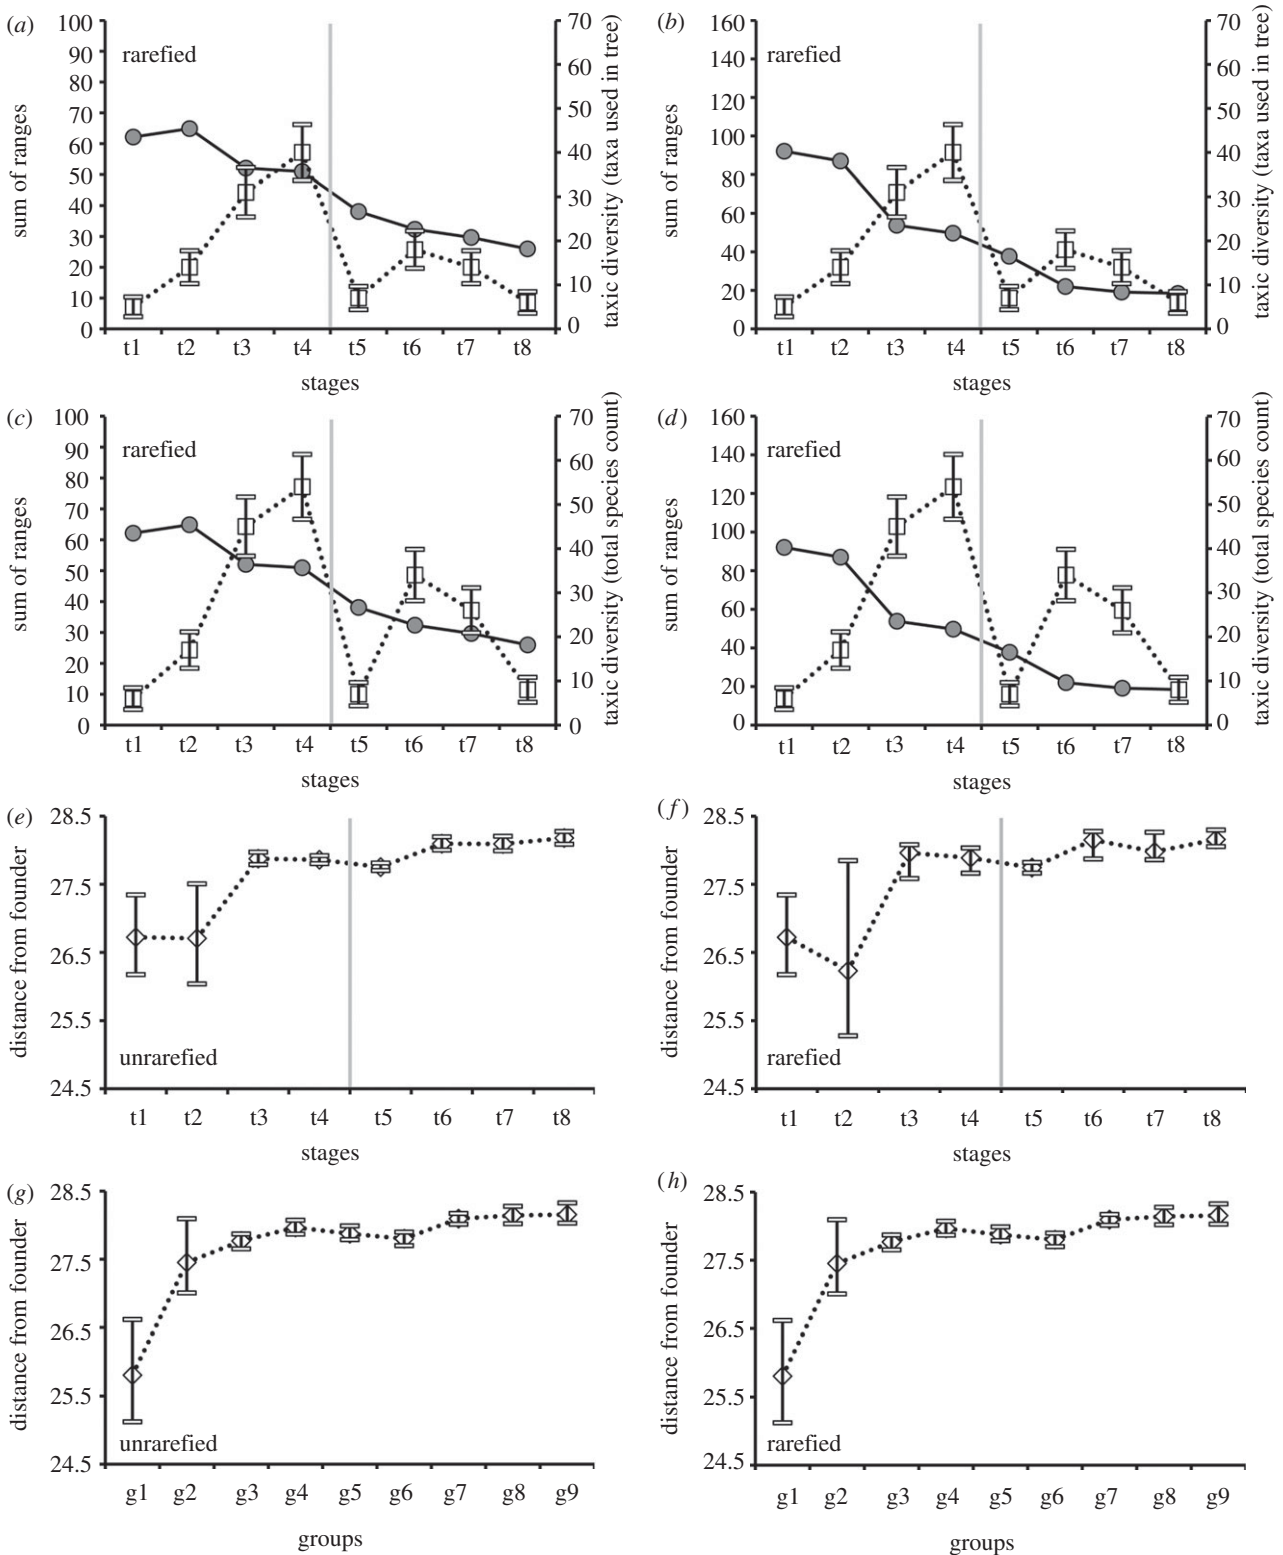 (a)
100
90
80
70
60
50
40
30
20
10
0
sum of ranges
rarefied
70
60
50
40
30
20
10
0
taxic diversity (taxa used in tree)
t1 t2 t3 t4 t5 t6 t7 t8
stages
(b)
160
140
120
100
80
60
40
20
0
sum of ranges
rarefied
70
60
50
40
30
20
10
0
taxic diversity (taxa used in tree)
t1 t2 t3 t4 t5 t6 t7 t8
stages
(c)
100
90
80
70
60
50
40
30
20
10
0
sum of ranges
rarefied
70
60
50
40
30
20
10
0
taxic diversity (total species count)
t1 t2 t3 t4 t5 t6 t7 t8
stages
(d)
160
140
120
100
80
60
40
20
0
sum of ranges
rarefied
70
60
50
40
30
20
10
0
taxic diversity (total species count)
t1 t2 t3 t4 t5 t6 t7 t8
stages
(e)
28.5
27.5
26.5
25.5
24.5
distance from founder
unrarefied
t1 t2 t3 t4 t5 t6 t7 t8
stages
(f)
28.5
27.5
26.5
25.5
24.5
distance from founder
rarefied
t1 t2 t3 t4 t5 t6 t7 t8
stages
(g)
28.5
27.5
26.5
25.5
24.5
distance from founder
unrarefied
g1 g2 g3 g4 g5 g6 g7 g8 g9
groups
(h)
28.5
27.5
26.5
25.5
24.5
distance from founder
rarefied
g1 g2 g3 g4 g5 g6 g7 g8 g9
groups